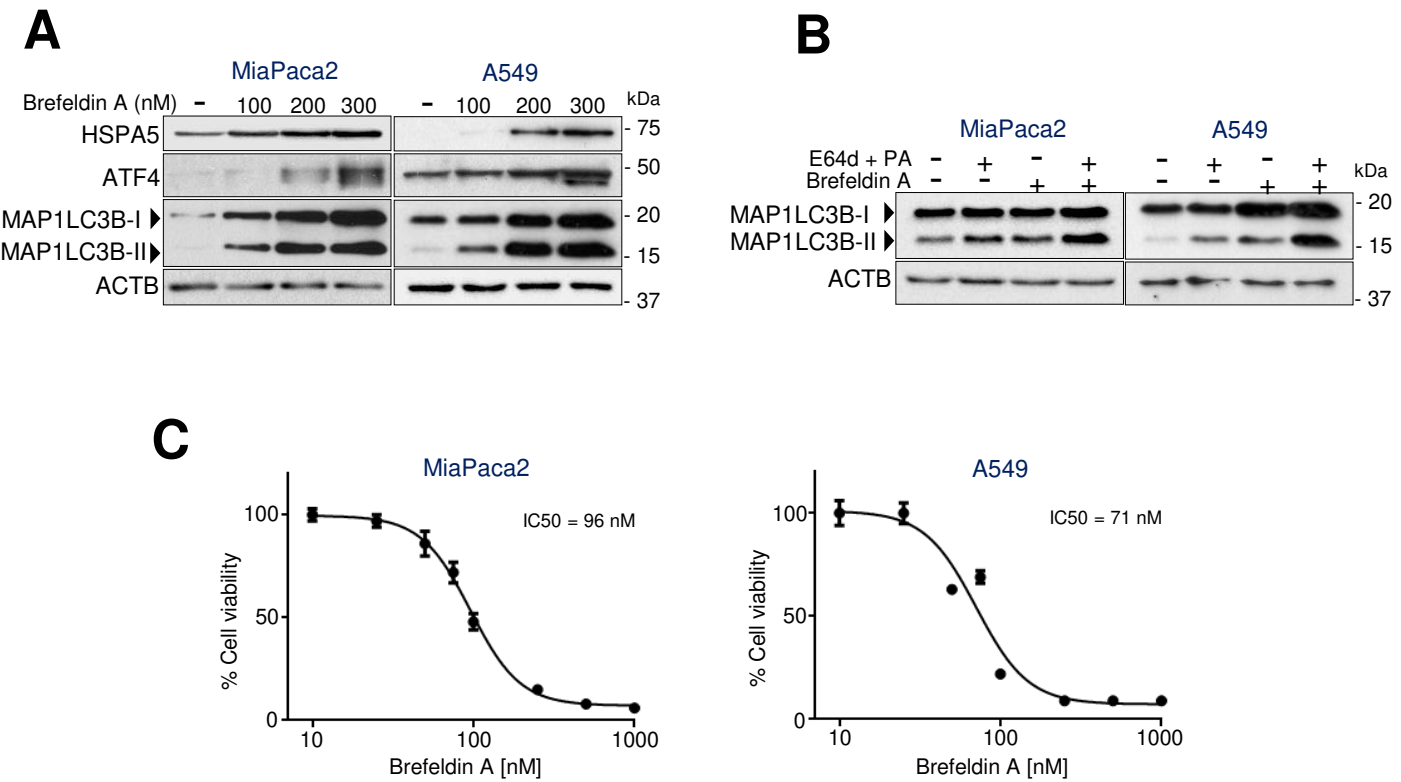 A
MiaPaca2 A549
Brefeldin A (nM) - 100 200 300 - 100 200 300 kDa
HSPA5 - 75
ATF4 - 50
MAP1LC3B-I - 20
MAP1LC3B-II - 15
ACTB - 37
B
MiaPaca2 A549
E64d + PA - + - + - + - + kDa
Brefeldin A - - + + - - + +
MAP1LC3B-I - 20
MAP1LC3B-II - 15
ACTB - 37
C
MiaPaca2
IC50 = 96 nM
% Cell viability
100
50
0
10 100 1000
Brefeldin A [nM]
A549
IC50 = 71 nM
% Cell viability
100
50
0
10 100 1000
Brefeldin A [nM]